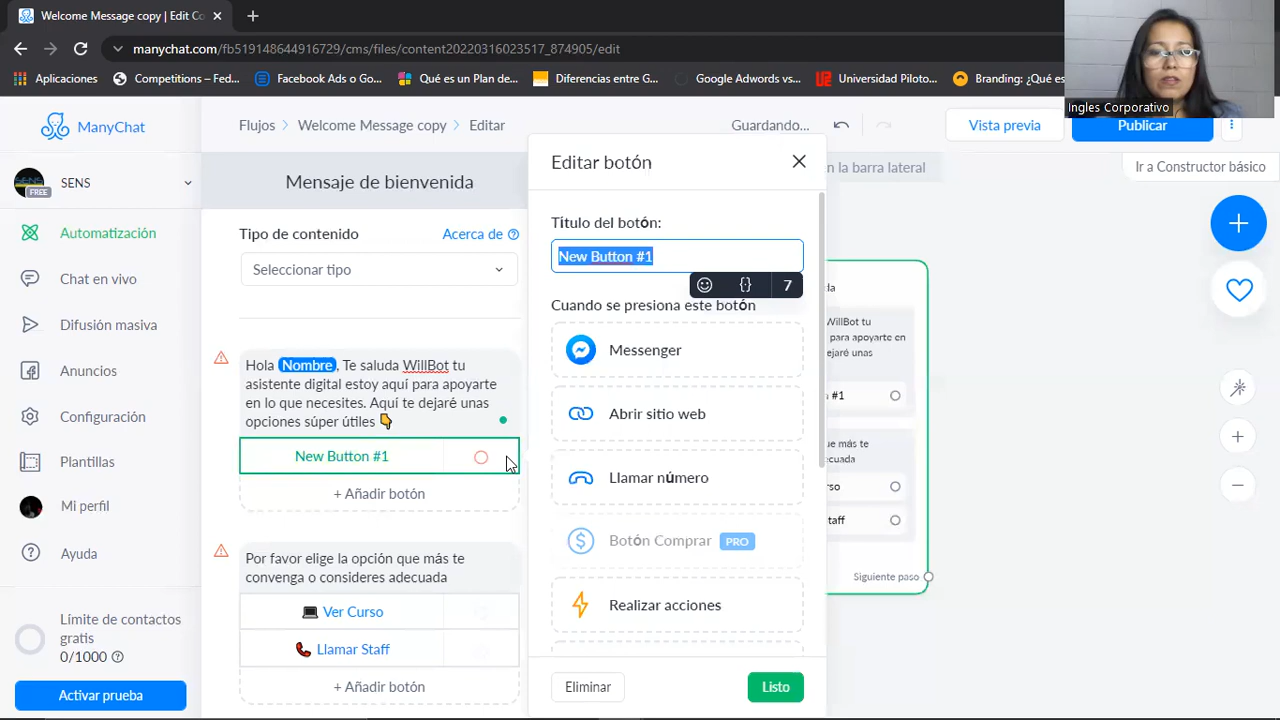 Welcome Message copy | Edit Co
manychat.com/fb519148644916729/cms/files/content20220316023517_874905/edit
Aplicaciones
Competitions – Fed...
Facebook Ads o Go...
Qué es un B en de...
Diferencias entre G...
Google Adwords vs...
Universidad Porto...
Branding: ¿Qué es
Ingles Corporativo
ManyChat
Flujos
Welcome Message copy
Editar
Guardando...
Vista previa
Publicar
SENS
FREE
Mensaje de bienvenida
Editar botón
n la barra lateral
Ir a Constructor básico
Automatización
Chat en vivo
Difusión masiva
Anuncios
Configuración
Plantillas
Mi perfil
Ayuda
Límite de contactos
gratis
0/1000
Activar prueba
Tipo de contenido
Acerca de
Seleccionar tipo
Hola Nombre, Te saluda WillBot tu
asistente digital estoy aquí para apoyarte
en lo que necesites. Aquí te dejaré unas
opciones súper útiles
New Button #1
+ Añadir botón
Por favor elige la opción que más te
convenga o consideres adecuada
Ver Curso
Llamar Staff
+ Añadir botón
Título del botón:
New Button #1
{·} 7
Cuando se presiona este botón
Messenger
Abrir sitio web
Llamar número
Botón Comprar PRO
Realizar acciones
Eliminar
Listo
da
WillBot tu
para apoyarte en
ejaré unas
n #1
ue más te
ecuada
rso
taff
Siguiente paso